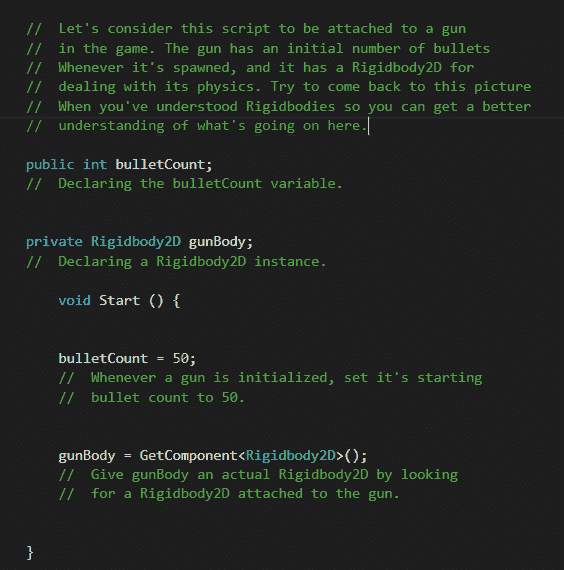 // Let's consider this script to be attached to a gun
// in the game. The gun has an initial number of bullets
// Whenever it's spawned, and it has a Rigidbody2D for
// dealing with its physics. Try to come back to this picture
// When you've understood Rigidbodies so you can get a better
// understanding of what's going on here.
public int bulletCount;
// Declaring the bulletCount variable.
private Rigidbody2D gunBody;
// Declaring a Rigidbody2D instance.
void Start () {
bulletCount = 50;
// Whenever a gun is initialized, set it's starting
// bullet count to 50.
gunBody = GetComponent<Rigidbody2D>();
// Give gunBody an actual Rigidbody2D by looking
// for a Rigidbody2D attached to the gun.
}